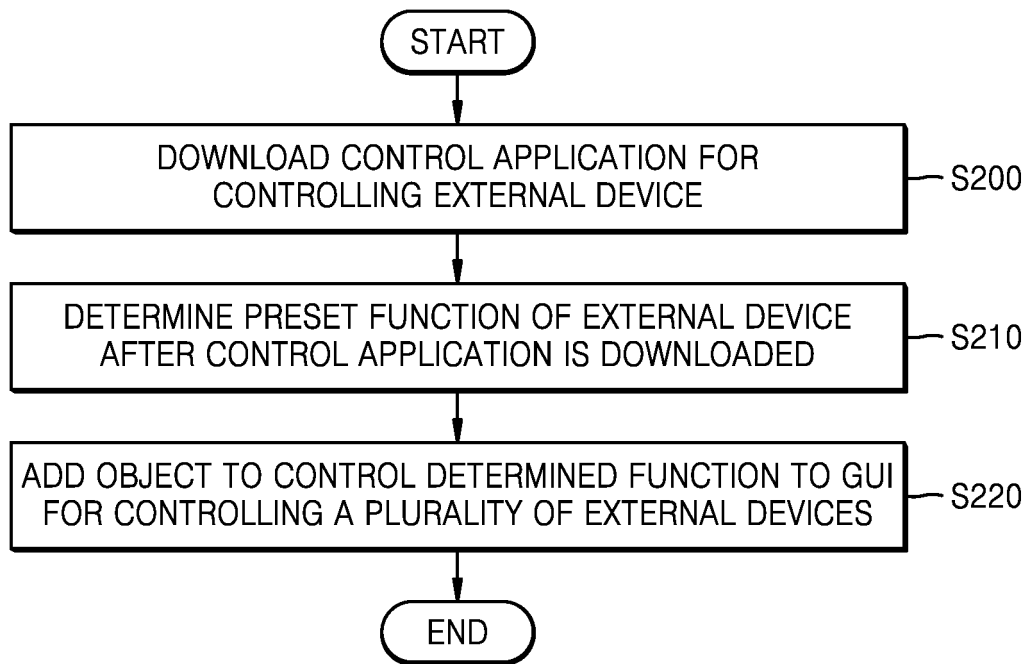 START
DOWNLOAD CONTROL APPLICATION FOR
CONTROLLING EXTERNAL DEVICE
S200
DETERMINE PRESET FUNCTION OF EXTERNAL DEVICE
AFTER CONTROL APPLICATION IS DOWNLOADED
S210
ADD OBJECT TO CONTROL DETERMINED FUNCTION TO GUI
FOR CONTROLLING A PLURALITY OF EXTERNAL DEVICES
S220
END